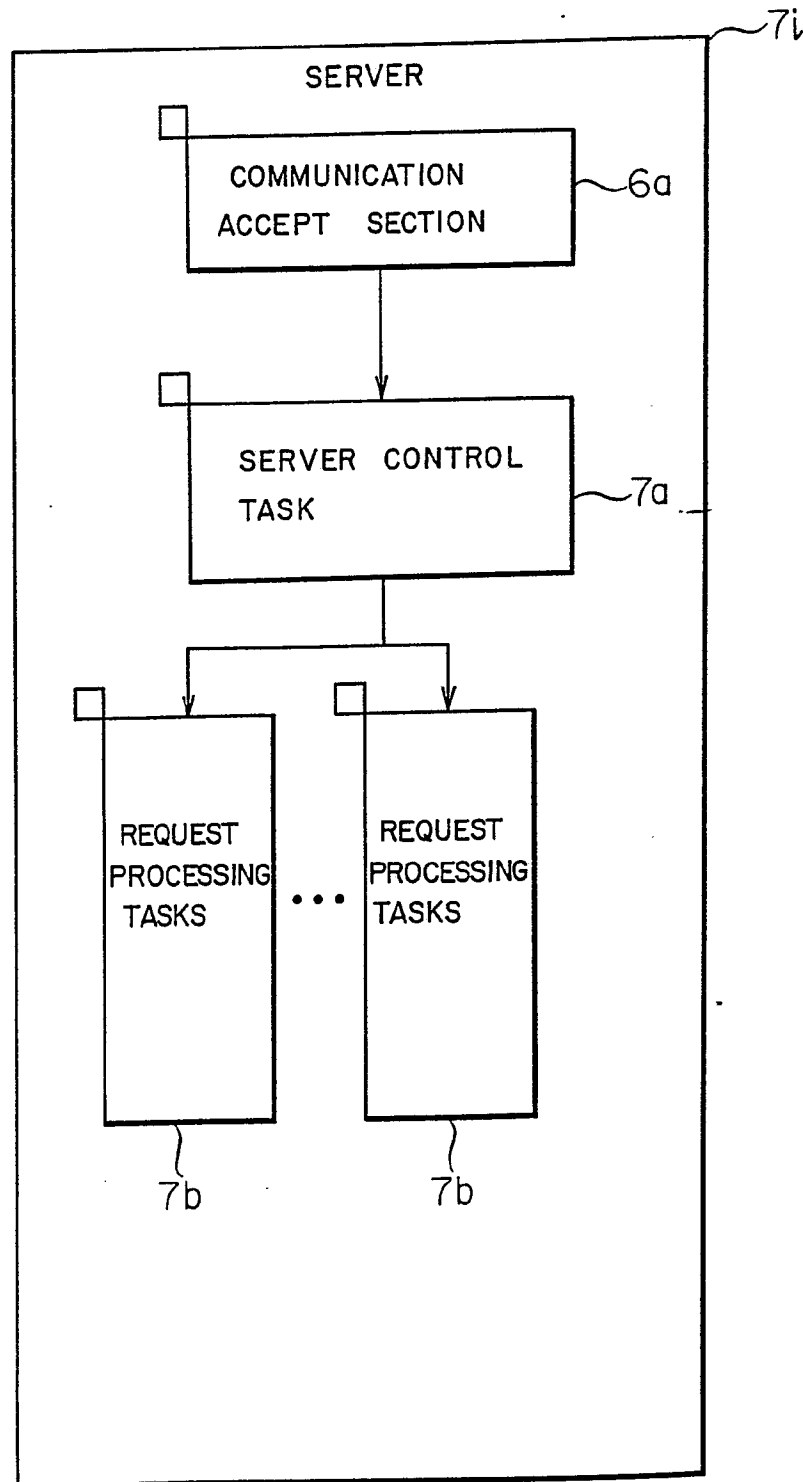 7i
SERVER
COMMUNICATION
ACCEPT SECTION
6a
SERVER CONTROL
TASK
7a
REQUEST
PROCESSING
TASKS
...
REQUEST
PROCESSING
TASKS
7b
7b